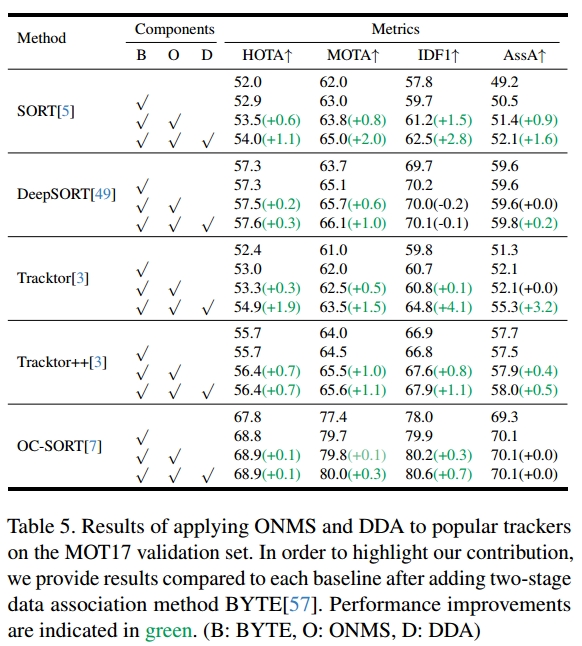 Method Components Metrics
B O D HOTA↑ MOTA↑ IDF1↑ AssA↑
52.0 62.0 57.8 49.2
SORT[5] √ 52.9 63.0 59.7 50.5
√ √ 53.5(+0.6) 63.8(+0.8) 61.2(+1.5) 51.4(+0.9)
√ √ √ 54.0(+1.1) 65.0(+2.0) 62.5(+2.8) 52.1(+1.6)
57.3 63.7 69.7 59.6
DeepSORT[49] √ 57.3 65.1 70.2 59.6
√ √ 57.5(+0.2) 65.7(+0.6) 70.0(-0.2) 59.6(+0.0)
√ √ √ 57.6(+0.3) 66.1(+1.0) 70.1(-0.1) 59.8(+0.2)
52.4 61.0 59.8 51.3
Tracktor[3] √ 53.0 62.0 60.7 52.1
√ √ 53.3(+0.3) 62.5(+0.5) 60.8(+0.1) 52.1(+0.0)
√ √ √ 54.9(+1.9) 63.5(+1.5) 64.8(+4.1) 55.3(+3.2)
55.7 64.0 66.9 57.7
Tracktor++[3] √ 55.7 64.5 66.8 57.5
√ √ 56.4(+0.7) 65.5(+1.0) 67.6(+0.8) 57.9(+0.4)
√ √ √ 56.4(+0.7) 65.6(+1.1) 67.9(+1.1) 58.0(+0.5)
67.8 77.4 78.0 69.3
OC-SORT[7] √ 68.8 79.7 79.9 70.1
√ √ 68.9(+0.1) 79.8(+0.1) 80.2(+0.3) 70.1(+0.0)
√ √ √ 68.9(+0.1) 80.0(+0.3) 80.6(+0.7) 70.1(+0.0)
Table 5. Results of applying ONMS and DDA to popular trackers
on the MOT17 validation set. In order to highlight our contribution,
we provide results compared to each baseline after adding two-stage
data association method BYTE[57]. Performance improvements
are indicated in green. (B: BYTE, O: ONMS, D: DDA)